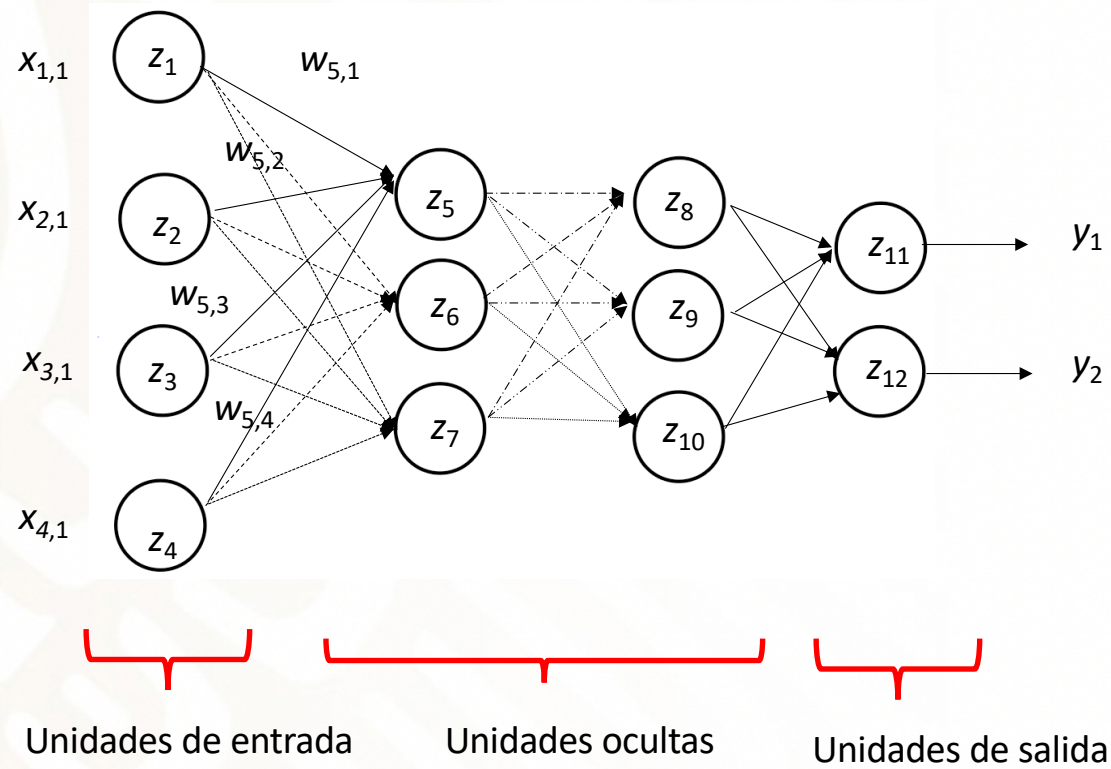 x1,1
z1
w5,1
w5,2
x2,1
z2
z5
z8
z11
y1
w5,3
z6
z9
x3,1
z3
z12
y2
w5,4
z7
z10
x4,1
z4
Unidades de entrada
Unidades ocultas
Unidades de salida